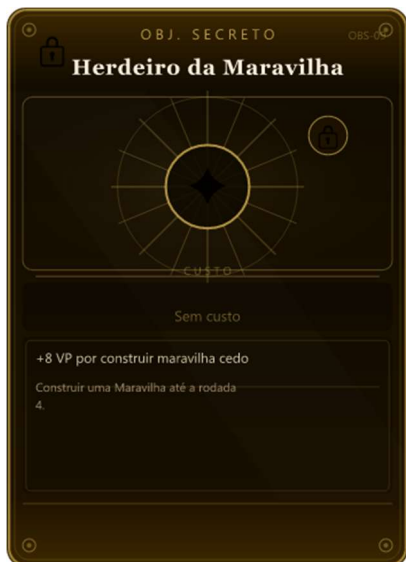 OBJ. SECRETO
Herdeiro da Maravilha
CUSTO
Sem custo
+8 VP por construir maravilha cedo
Construir uma Maravilha até a rodada
4.